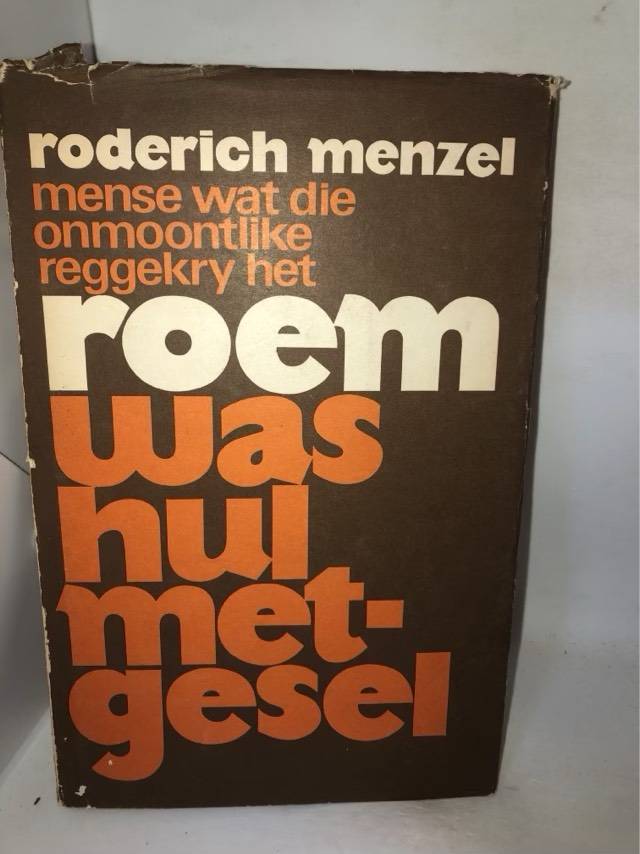 roderich menzel
mense wat die
onmoontlike
reggekry het
roem
was
hul
met-
gesel